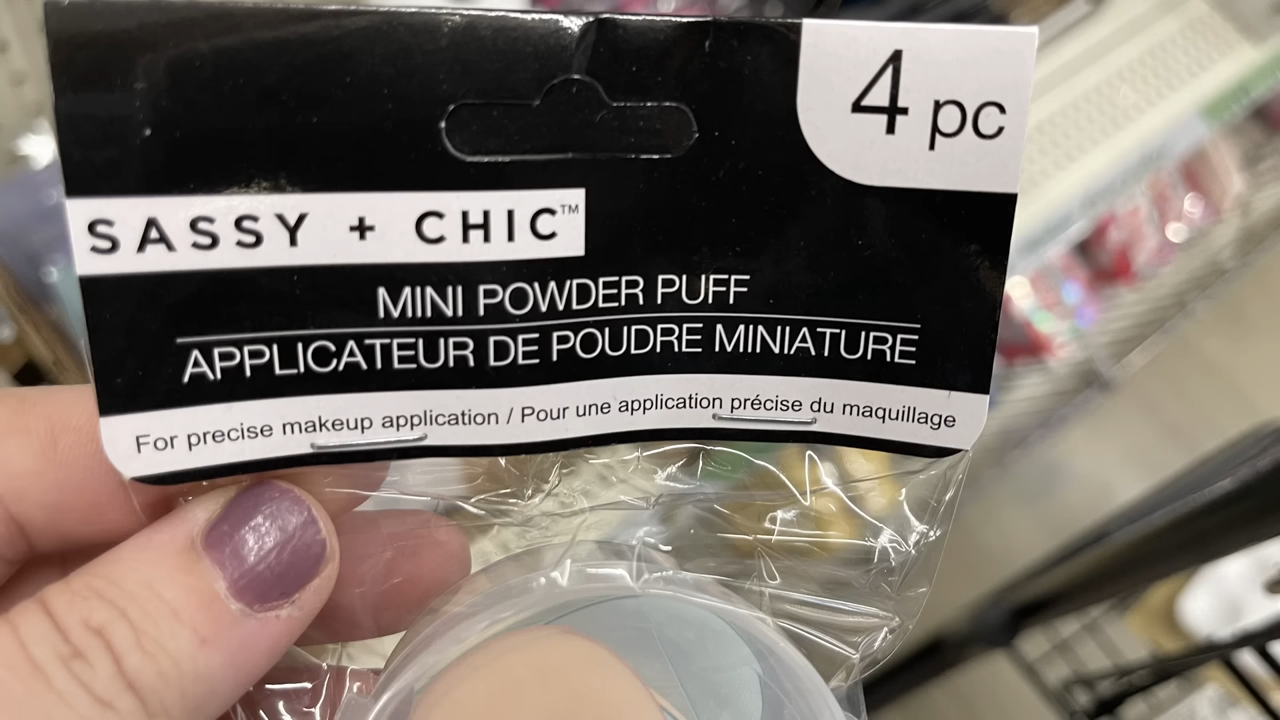 4 pc
SASSY + CHIC™
MINI POWDER PUFF
APPLICATEUR DE POUDRE MINIATURE
For precise makeup application / Pour une application précise du maquillage